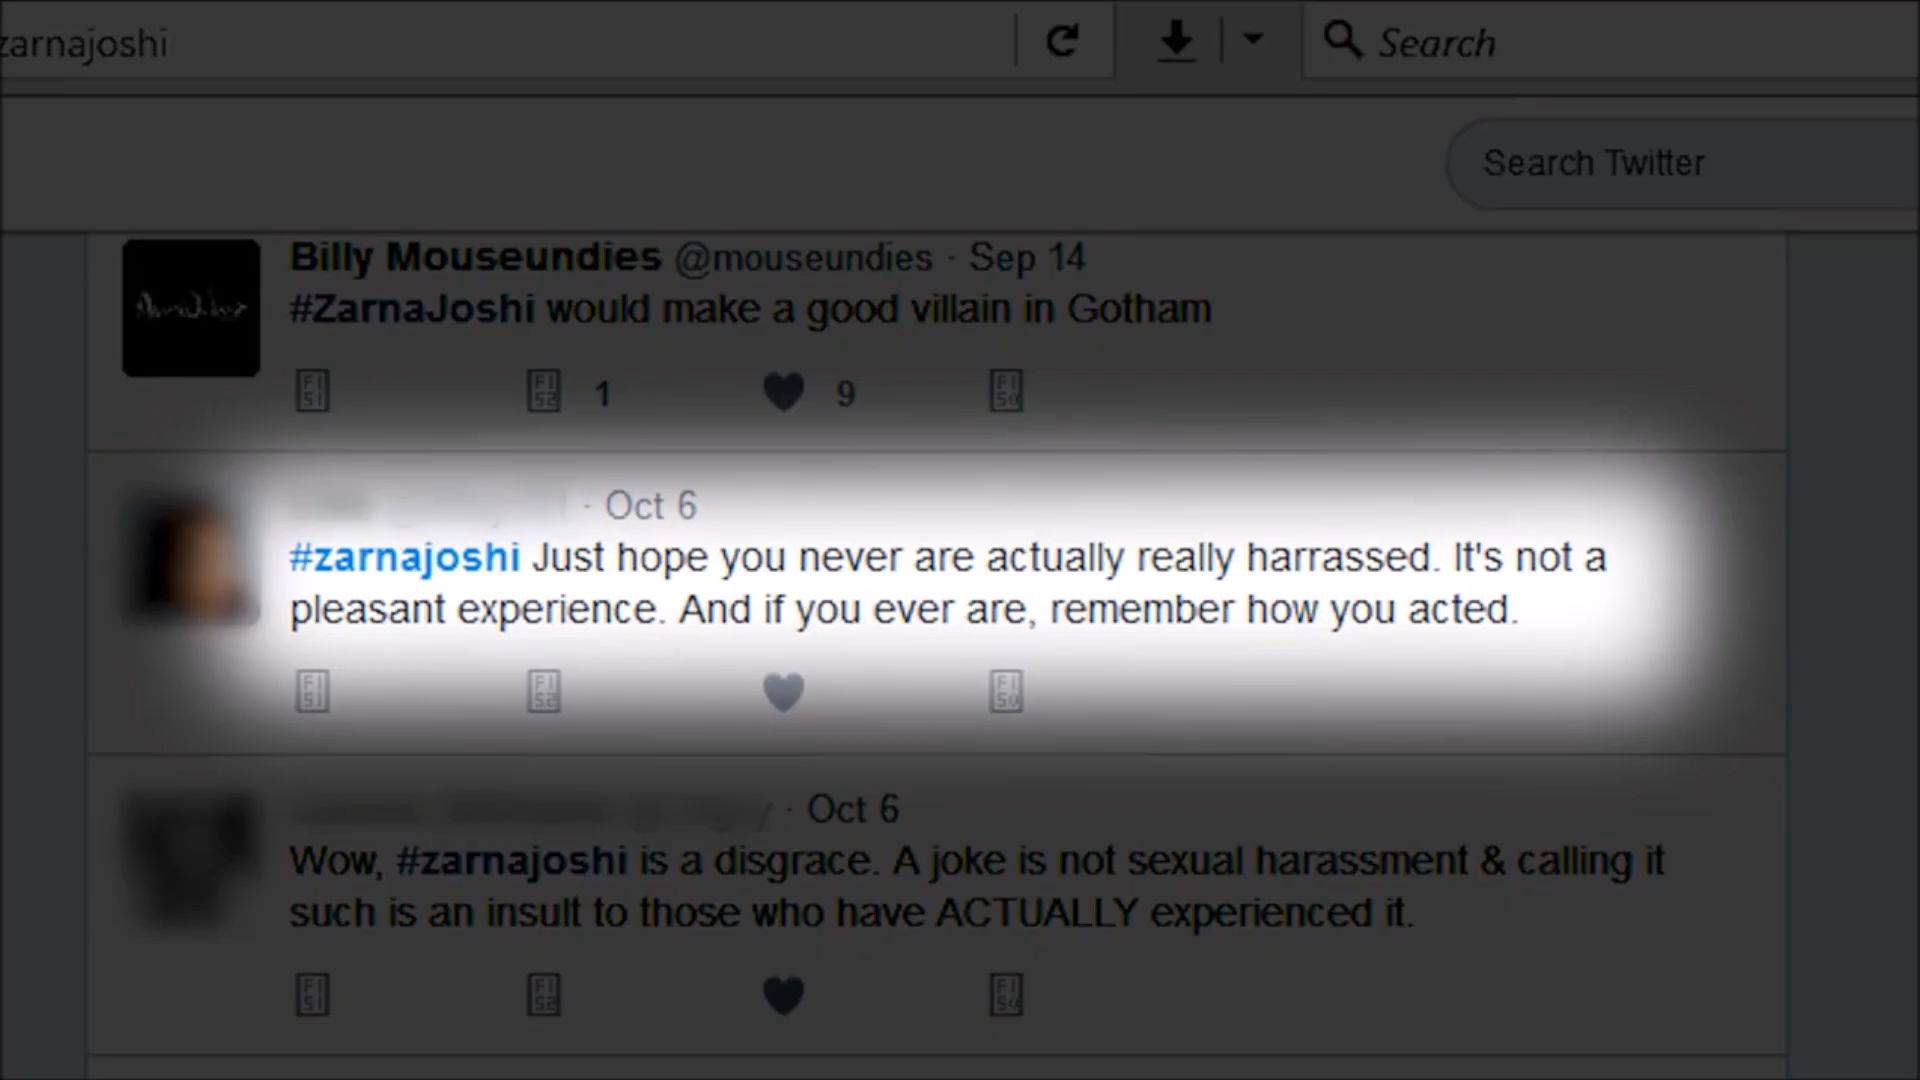 zarnajoshi
Search
Search Twitter
Billy Mouseundies @mouseundies · Sep 14
#ZarnaJoshi would make a good villain in Gotham
1 9
· Oct 6
#zarnajoshi Just hope you never are actually really harrassed. It's not a
pleasant experience. And if you ever are, remember how you acted.
· Oct 6
Wow, #zarnajoshi is a disgrace. A joke is not sexual harassment & calling it
such is an insult to those who have ACTUALLY experienced it.